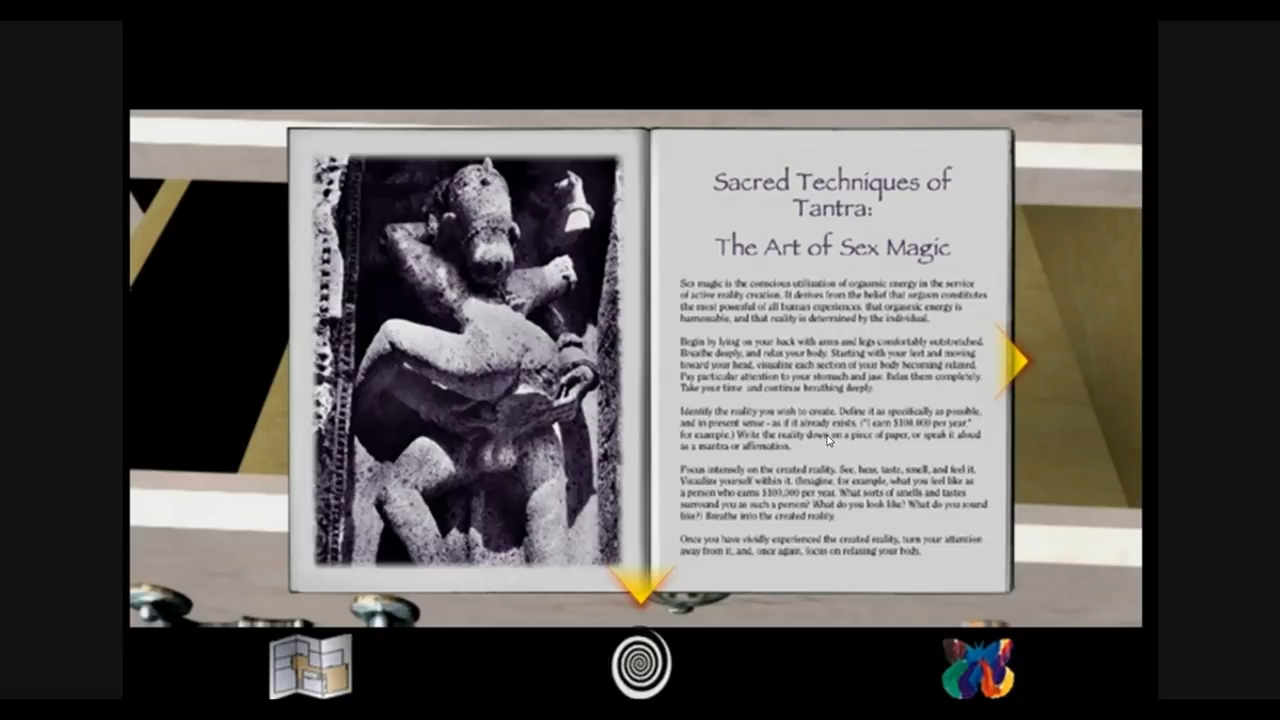 Sacred Techniques of
Tantra:
The Art of Sex Magic
Sex magic is the conscious utilization of orgasmic energy in the service
of active reality creation. It derives from the belief that orgasm constitutes
the most powerful of all human experiences, that orgasmic energy is
harnessable, and that reality is determined by the individual.
Begin by lying on your back with arms and legs comfortably outstretched.
Breathe deeply, and relax your body. Starting with your feet and moving
toward your head, visualize each section of your body becoming relaxed.
Pay particular attention to your stomach and jaw. Relax them completely.
Take your time and continue breathing deeply.
Identify the reality you wish to create. Define it as specifically as possible,
and in present sense - as if it already exists. ("I earn $100,000 per year"
for example.) Write the reality down on a piece of paper, or speak it aloud
as a mantra or affirmation.
Focus intensely on the created reality. See, hear, taste, smell, and feel it.
Visualize yourself within it. (Imagine, for example, what you feel like as
a person who earns $100,000 per year. What sorts of smells and tastes
surround you as such a person? What do you look like? What do you sound
like?) Breathe into the created reality.
Once you have vividly experienced the created reality, turn your attention
away from it, and, once again, focus on relaxing your body.